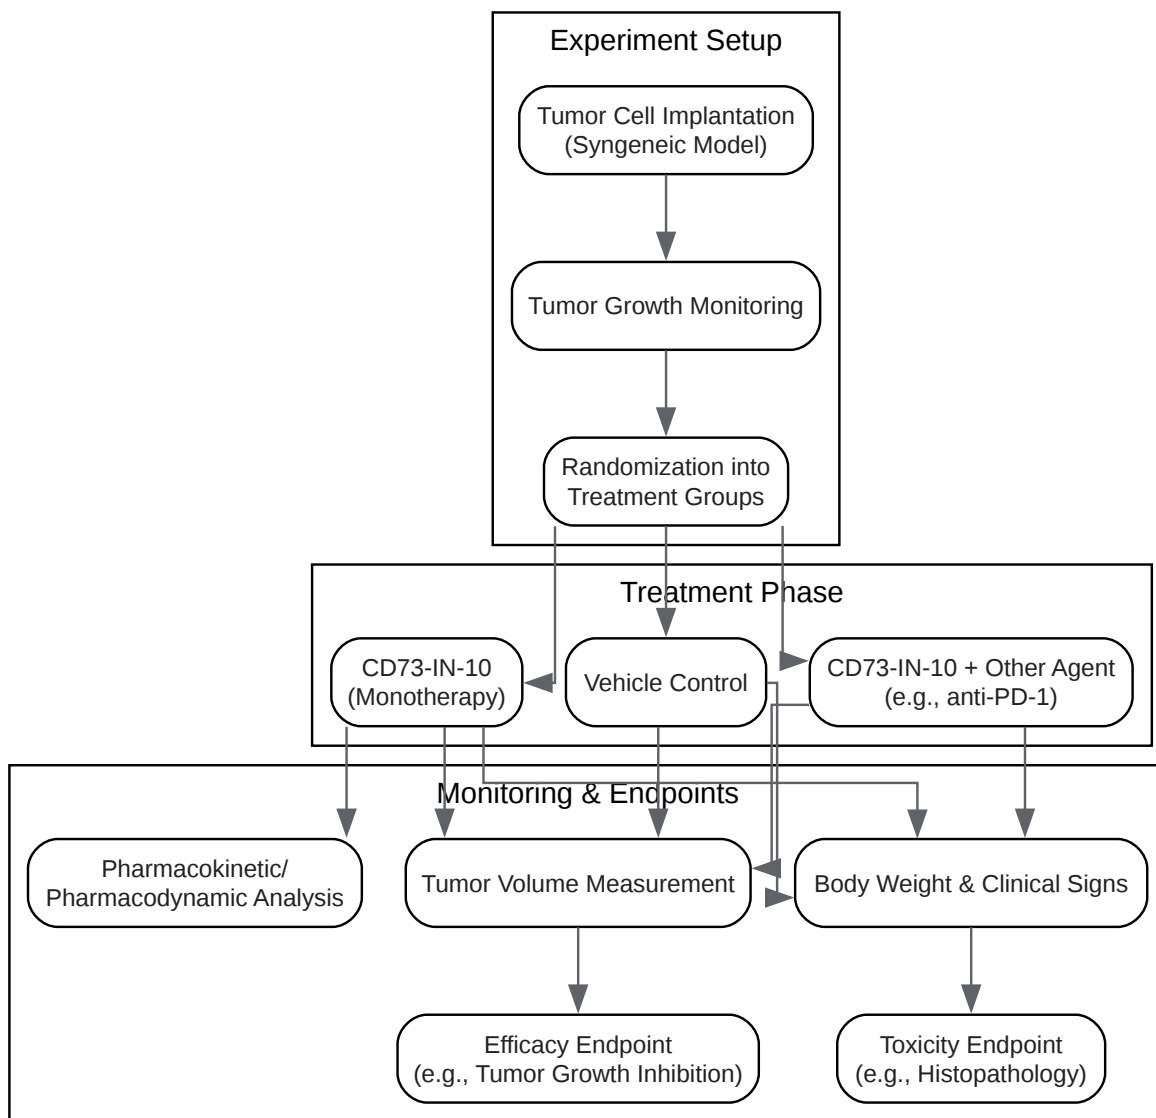 Experiment Setup
Tumor Cell Implantation
(Syngeneic Model)
Tumor Growth Monitoring
Randomization into
Treatment Groups
Treatment Phase
CD73-IN-10
(Monotherapy)
Vehicle Control
CD73-IN-10 + Other Agent
(e.g., anti-PD-1)
Monitoring & Endpoints
Pharmacokinetic/
Pharmacodynamic Analysis
Tumor Volume Measurement
Body Weight & Clinical Signs
Efficacy Endpoint
(e.g., Tumor Growth Inhibition)
Toxicity Endpoint
(e.g., Histopathology)